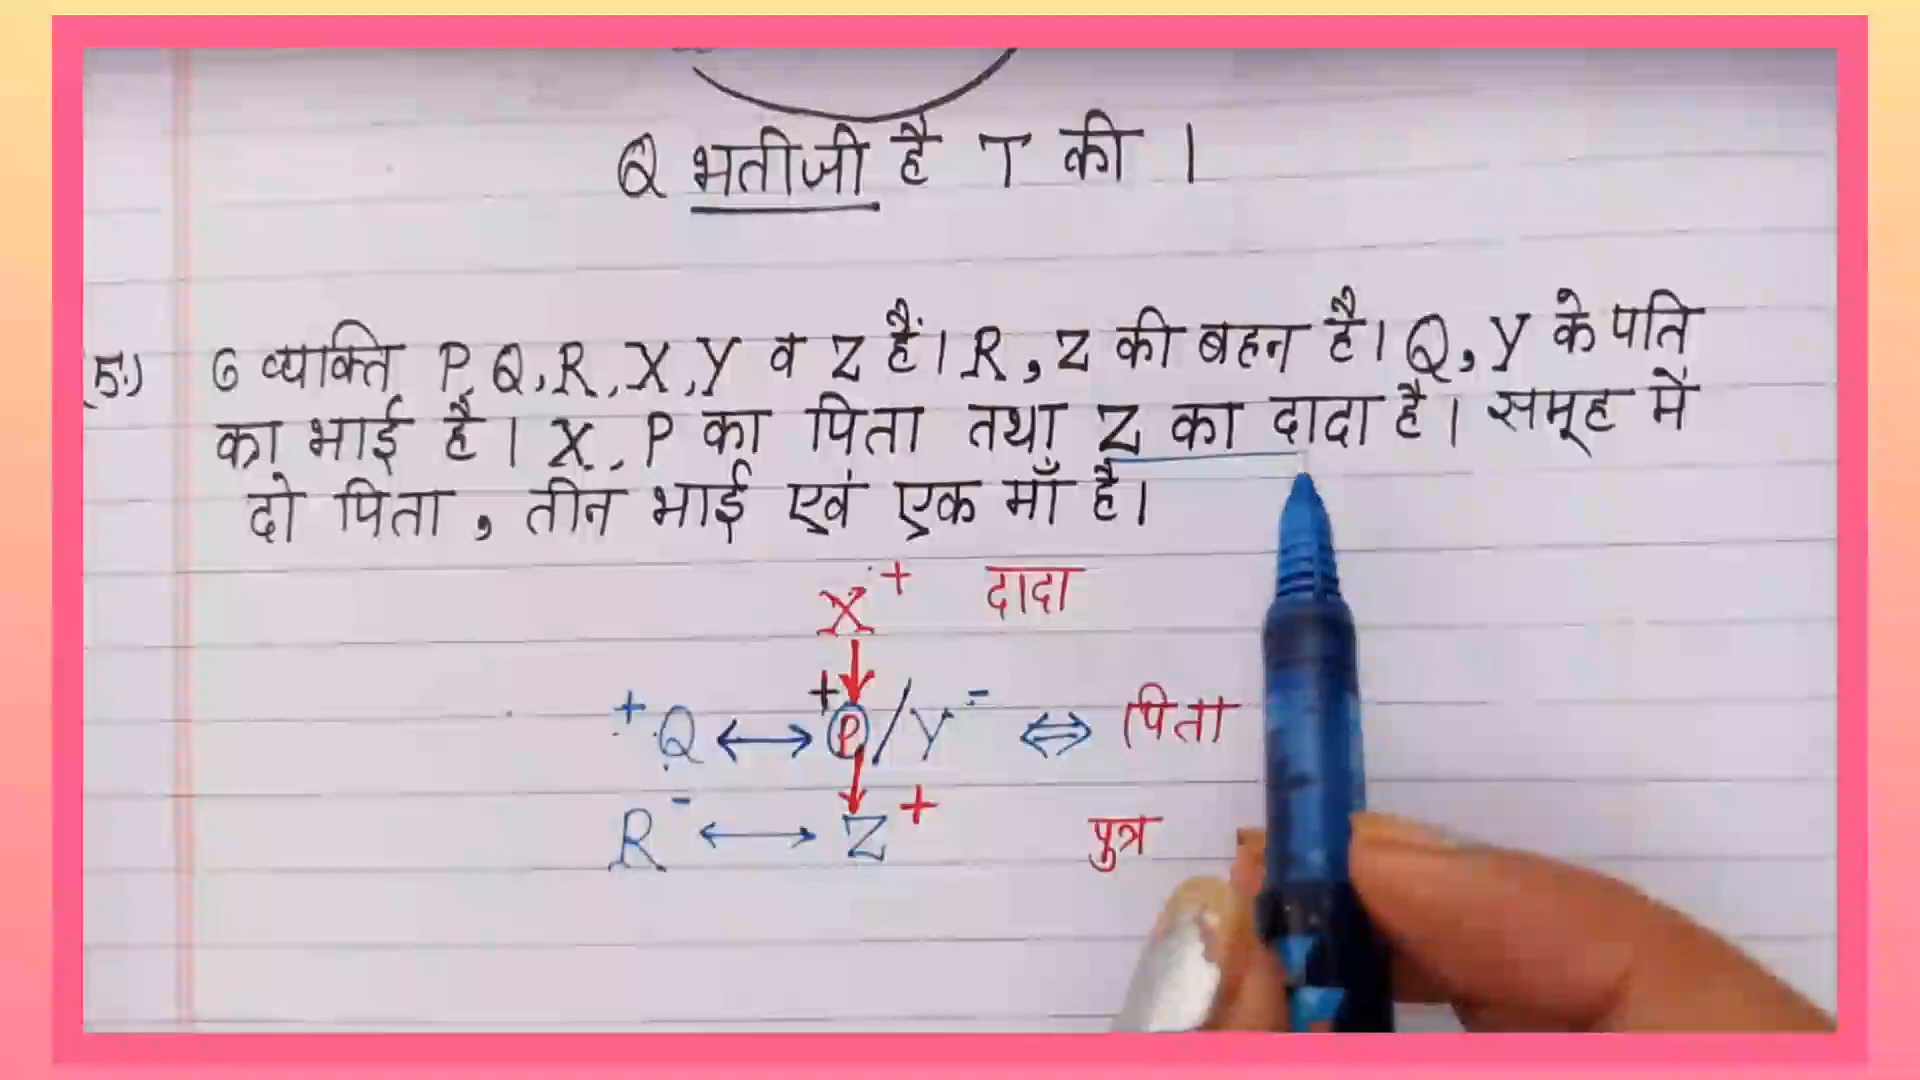 Q भतीजी है T की ।
(5.) 6 व्यक्ति P, Q, R, X, Y व Z हैं। R, Z की बहन है। Q, Y के पति
का भाई है। X, P का पिता तथा Z का दादा है। समूह में
दो पिता, तीन भाई एवं एक माँ है।
X+ दादा
+Q ↔ +P/Y- ⇔ पिता
R- ↔ Z+ पुत्र